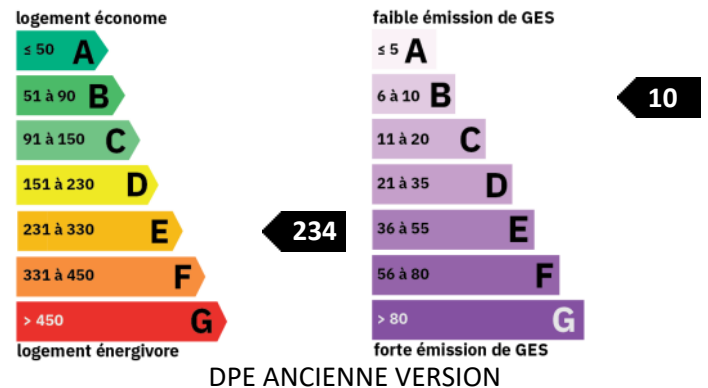 logement économe
≤ 50 A
51 à 90 B
91 à 150 C
151 à 230 D
231 à 330 E
234
331 à 450 F
> 450 G
logement énergivore
faible émission de GES
≤ 5 A
6 à 10 B
10
11 à 20 C
21 à 35 D
36 à 55 E
56 à 80 F
> 80 G
forte émission de GES
DPE ANCIENNE VERSION